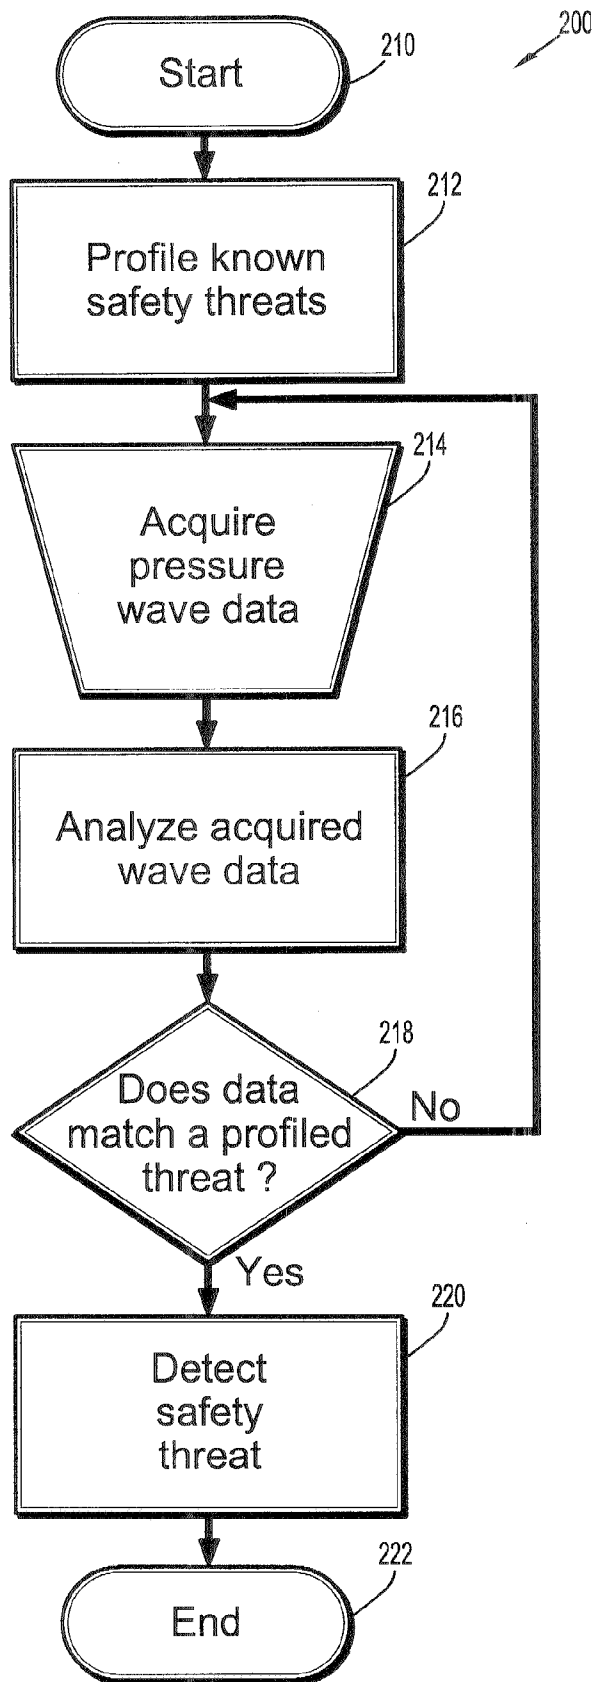 200
Start
210
Profile known
safety threats
212
Acquire
pressure
wave data
214
Analyze acquired
wave data
216
Does data
match a profiled
threat ?
218
No
Yes
Detect
safety
threat
220
End
222